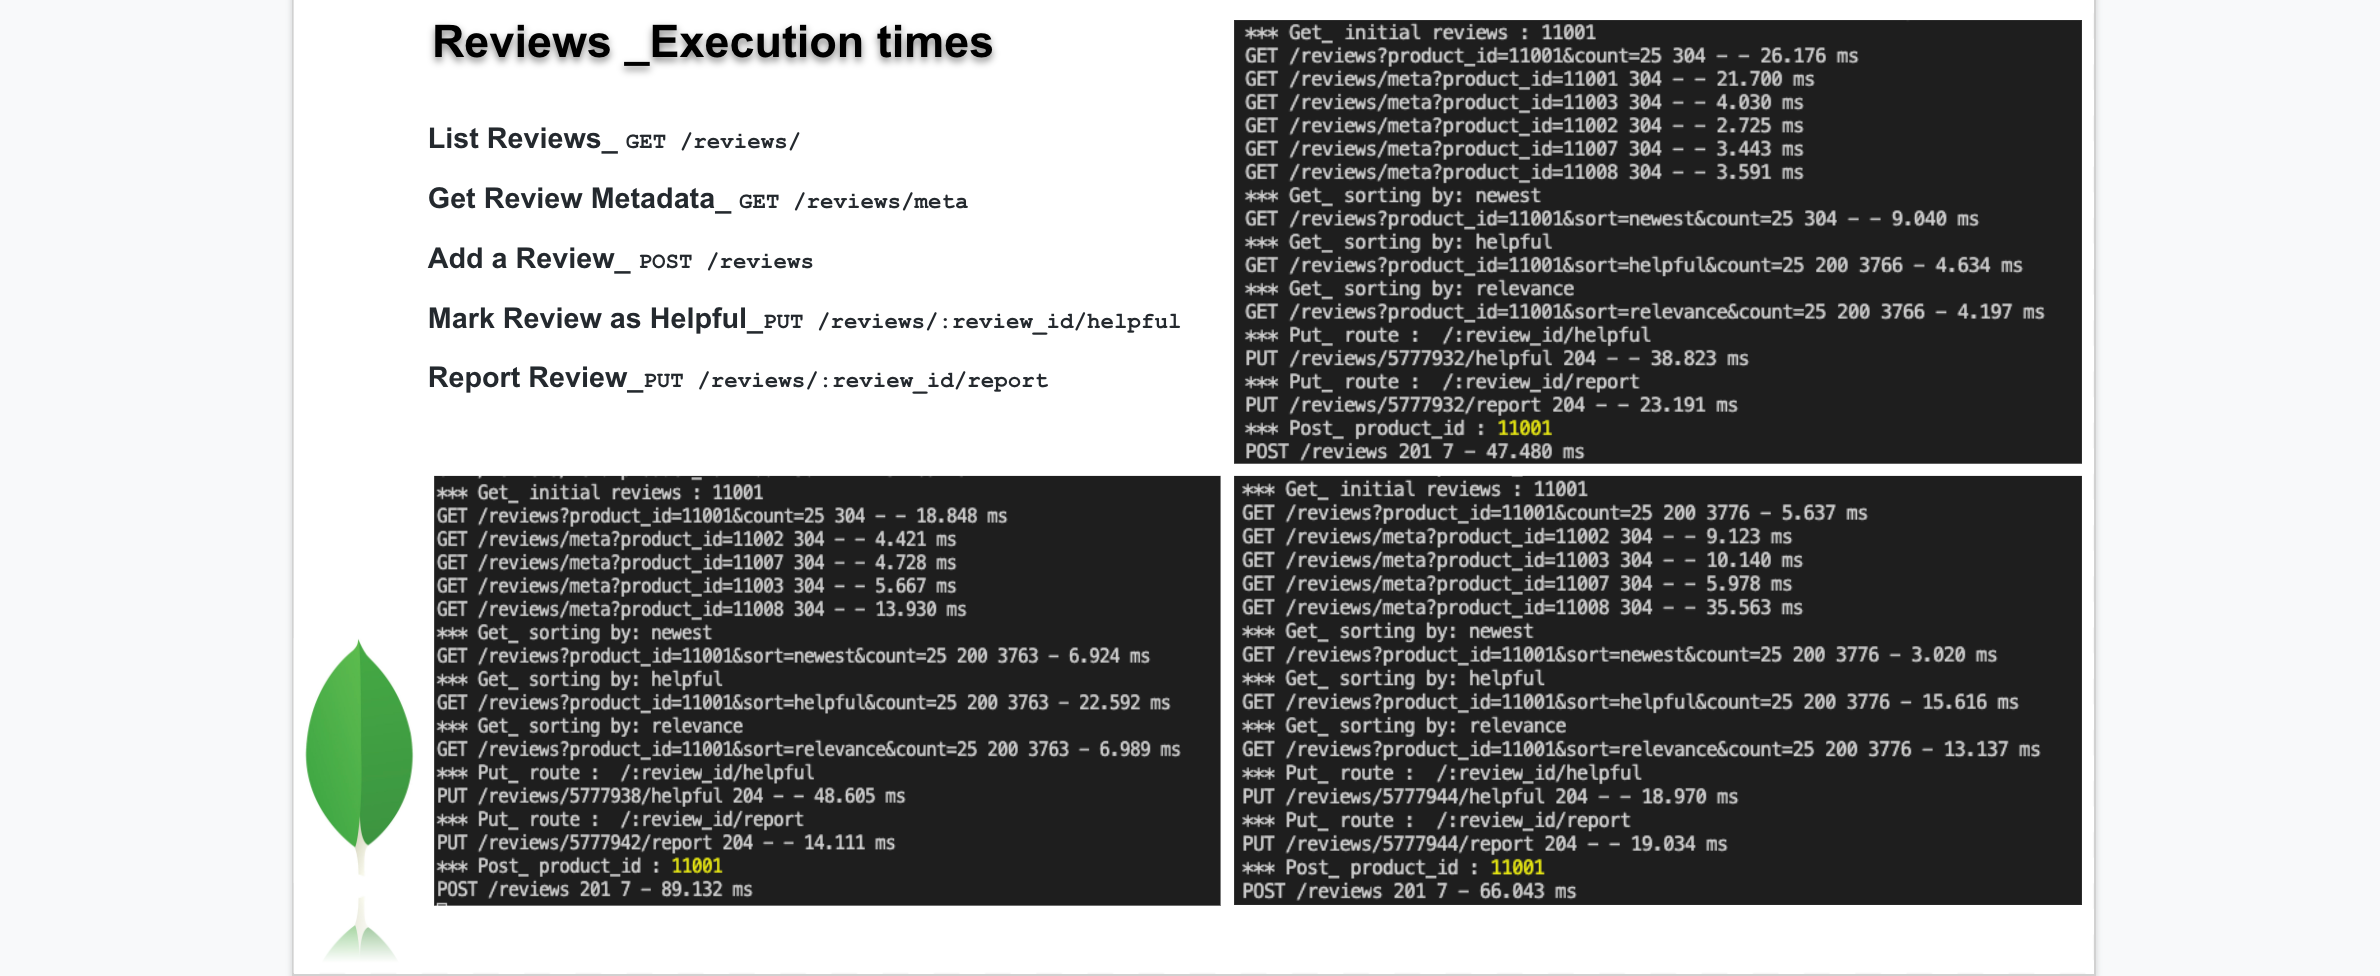 Reviews _Execution times
List Reviews_ GET /reviews/
Get Review Metadata_ GET /reviews/meta
Add a Review_ POST /reviews
Mark Review as Helpful_PUT /reviews/:review_id/helpful
Report Review_PUT /reviews/:review_id/report
*** Get_ initial reviews : 11001
GET /reviews?product_id=11001&count=25 304 - - 26.176 ms
GET /reviews/meta?product_id=11001 304 - - 21.700 ms
GET /reviews/meta?product_id=11003 304 - - 4.030 ms
GET /reviews/meta?product_id=11002 304 - - 2.725 ms
GET /reviews/meta?product_id=11007 304 - - 3.443 ms
GET /reviews/meta?product_id=11008 304 - - 3.591 ms
*** Get_ sorting by: newest
GET /reviews?product_id=11001&sort=newest&count=25 304 - - 9.040 ms
*** Get_ sorting by: helpful
GET /reviews?product_id=11001&sort=helpful&count=25 200 3766 - 4.634 ms
*** Get_ sorting by: relevance
GET /reviews?product_id=11001&sort=relevance&count=25 200 3766 - 4.197 ms
*** Put_ route :  /:review_id/helpful
PUT /reviews/5777932/helpful 204 - - 38.823 ms
*** Put_ route :  /:review_id/report
PUT /reviews/5777932/report 204 - - 23.191 ms
*** Post_ product_id : 11001
POST /reviews 201 7 - 47.480 ms
*** Get_ initial reviews : 11001
GET /reviews?product_id=11001&count=25 304 - - 18.848 ms
GET /reviews/meta?product_id=11002 304 - - 4.421 ms
GET /reviews/meta?product_id=11007 304 - - 4.728 ms
GET /reviews/meta?product_id=11003 304 - - 5.667 ms
GET /reviews/meta?product_id=11008 304 - - 13.930 ms
*** Get_ sorting by: newest
GET /reviews?product_id=11001&sort=newest&count=25 200 3763 - 6.924 ms
*** Get_ sorting by: helpful
GET /reviews?product_id=11001&sort=helpful&count=25 200 3763 - 22.592 ms
*** Get_ sorting by: relevance
GET /reviews?product_id=11001&sort=relevance&count=25 200 3763 - 6.989 ms
*** Put_ route :  /:review_id/helpful
PUT /reviews/5777938/helpful 204 - - 48.605 ms
*** Put_ route :  /:review_id/report
PUT /reviews/5777942/report 204 - - 14.111 ms
*** Post_ product_id : 11001
POST /reviews 201 7 - 89.132 ms
*** Get_ initial reviews : 11001
GET /reviews?product_id=11001&count=25 200 3776 - 5.637 ms
GET /reviews/meta?product_id=11002 304 - - 9.123 ms
GET /reviews/meta?product_id=11003 304 - - 10.140 ms
GET /reviews/meta?product_id=11007 304 - - 5.978 ms
GET /reviews/meta?product_id=11008 304 - - 35.563 ms
*** Get_ sorting by: newest
GET /reviews?product_id=11001&sort=newest&count=25 200 3776 - 3.020 ms
*** Get_ sorting by: helpful
GET /reviews?product_id=11001&sort=helpful&count=25 200 3776 - 15.616 ms
*** Get_ sorting by: relevance
GET /reviews?product_id=11001&sort=relevance&count=25 200 3776 - 13.137 ms
*** Put_ route :  /:review_id/helpful
PUT /reviews/5777944/helpful 204 - - 18.970 ms
*** Put_ route :  /:review_id/report
PUT /reviews/5777944/report 204 - - 19.034 ms
*** Post_ product_id : 11001
POST /reviews 201 7 - 66.043 ms